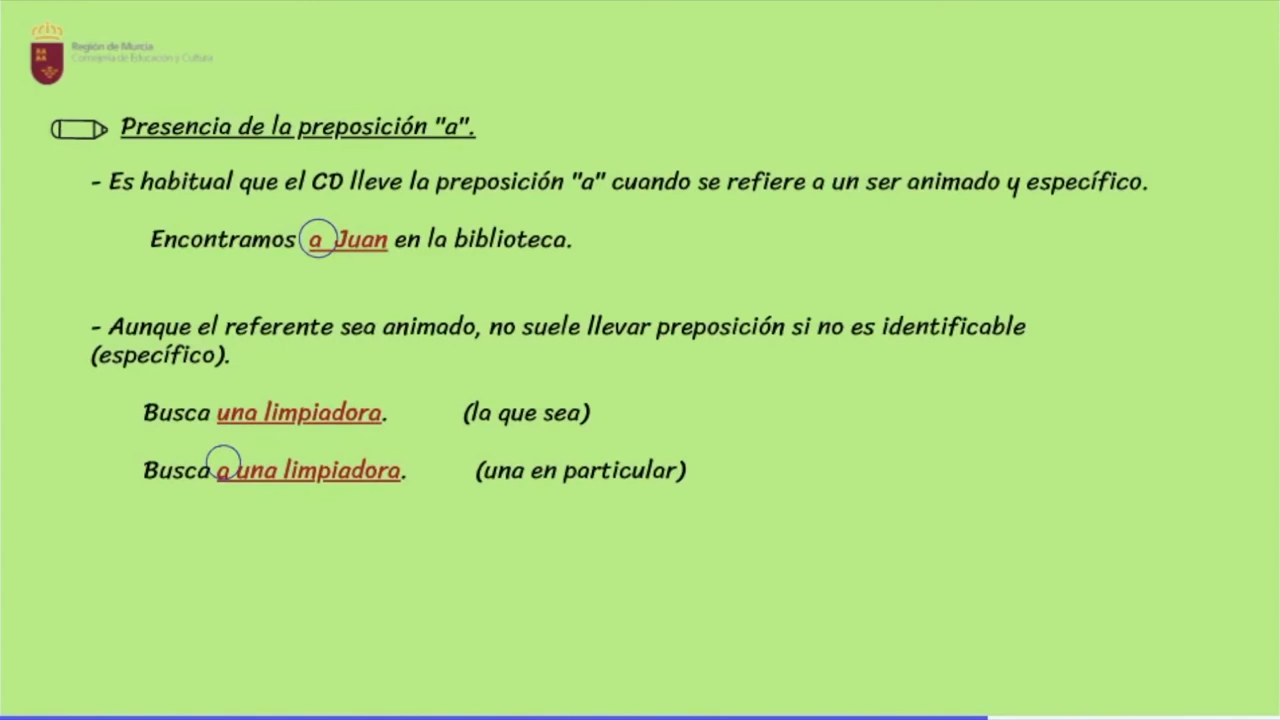 Región de Murcia
Consejería de Educación y Cultura
Presencia de la preposición "a".
- Es habitual que el CD lleve la preposición "a" cuando se refiere a un ser animado y específico.
Encontramos a Juan en la biblioteca.
- Aunque el referente sea animado, no suele llevar preposición si no es identificable
(específico).
Busca una limpiadora. (la que sea)
Busca a una limpiadora. (una en particular)